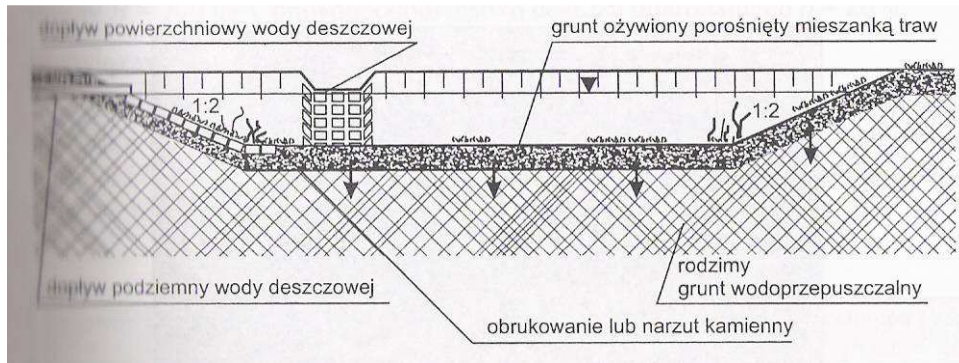 dopływ powierzchniowy wody deszczowej
grunt ożywiony porośnięty mieszanką traw
1:2
1:2
rodzimy
grunt wodoprzepuszczalny
dopływ podziemny wody deszczowej
obrukowanie lub narzut kamienny